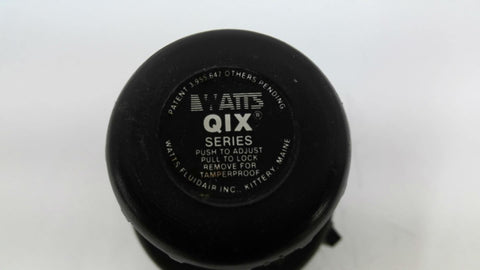 PATENT 3,955,647 OTHERS PENDING
WATTS
QIX®
SERIES
PUSH TO ADJUST
PULL TO LOCK
REMOVE FOR
TAMPERPROOF
WATTS FLUIDAIR INC., KITTERY, MAINE